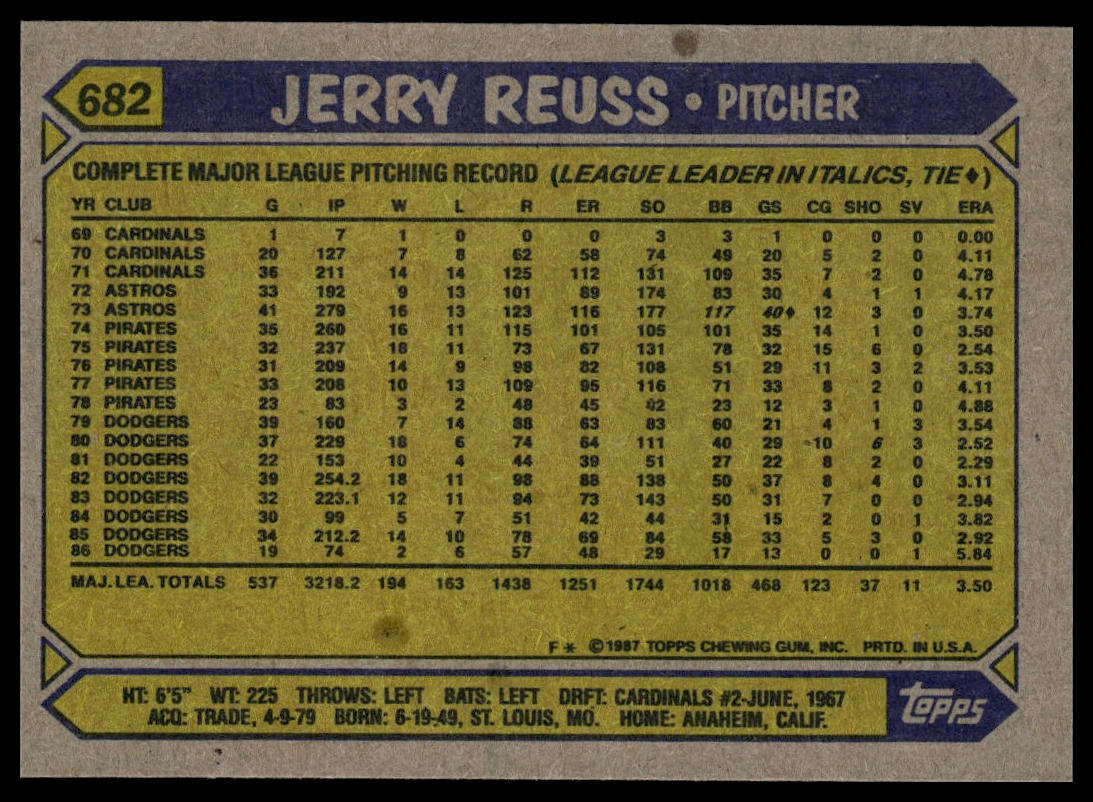 682 JERRY REUSS • PITCHER
COMPLETE MAJOR LEAGUE PITCHING RECORD (LEAGUE LEADER IN ITALICS, TIE♦)
YR CLUB G IP W L R ER SO BB GS CG SHO SV ERA
69 CARDINALS 1 7 1 0 0 0 3 3 1 0 0 0 0.00
70 CARDINALS 20 127 7 8 62 58 74 49 20 5 2 0 4.11
71 CARDINALS 36 211 14 14 125 112 131 109 35 7 2 0 4.78
72 ASTROS 33 192 9 13 101 89 174 83 30 4 1 1 4.17
73 ASTROS 41 279 16 13 123 116 177 117 40♦ 12 3 0 3.74
74 PIRATES 35 260 16 11 115 101 105 101 35 14 1 0 3.50
75 PIRATES 32 237 18 11 73 67 131 78 32 15 6 0 2.54
76 PIRATES 31 209 14 9 98 82 108 51 29 11 3 2 3.53
77 PIRATES 33 208 10 13 109 95 116 71 33 8 2 0 4.11
78 PIRATES 23 83 3 2 48 45 42 23 12 3 1 0 4.88
79 DODGERS 39 160 7 14 88 63 83 60 21 4 1 3 3.54
80 DODGERS 37 229 18 6 74 64 111 40 29 10 6 3 2.52
81 DODGERS 22 153 10 4 44 39 51 27 22 8 2 0 2.29
82 DODGERS 39 254.2 18 11 98 88 138 50 37 8 4 0 3.11
83 DODGERS 32 223.1 12 11 94 73 143 50 31 7 0 0 2.94
84 DODGERS 30 99 5 7 51 42 44 31 15 2 0 1 3.82
85 DODGERS 34 212.2 14 10 78 69 84 58 33 5 3 0 2.92
86 DODGERS 19 74 2 6 57 48 29 17 13 0 0 1 5.84
MAJ. LEA. TOTALS 537 3218.2 194 163 1438 1251 1744 1018 468 123 37 11 3.50
F * ©1987 TOPPS CHEWING GUM, INC. PRTD. IN U.S.A.
HT: 6'5" WT: 225 THROWS: LEFT BATS: LEFT DRFT: CARDINALS #2-JUNE, 1967
ACQ: TRADE, 4-9-79 BORN: 6-19-49, ST. LOUIS, MO. HOME: ANAHEIM, CALIF.
topps